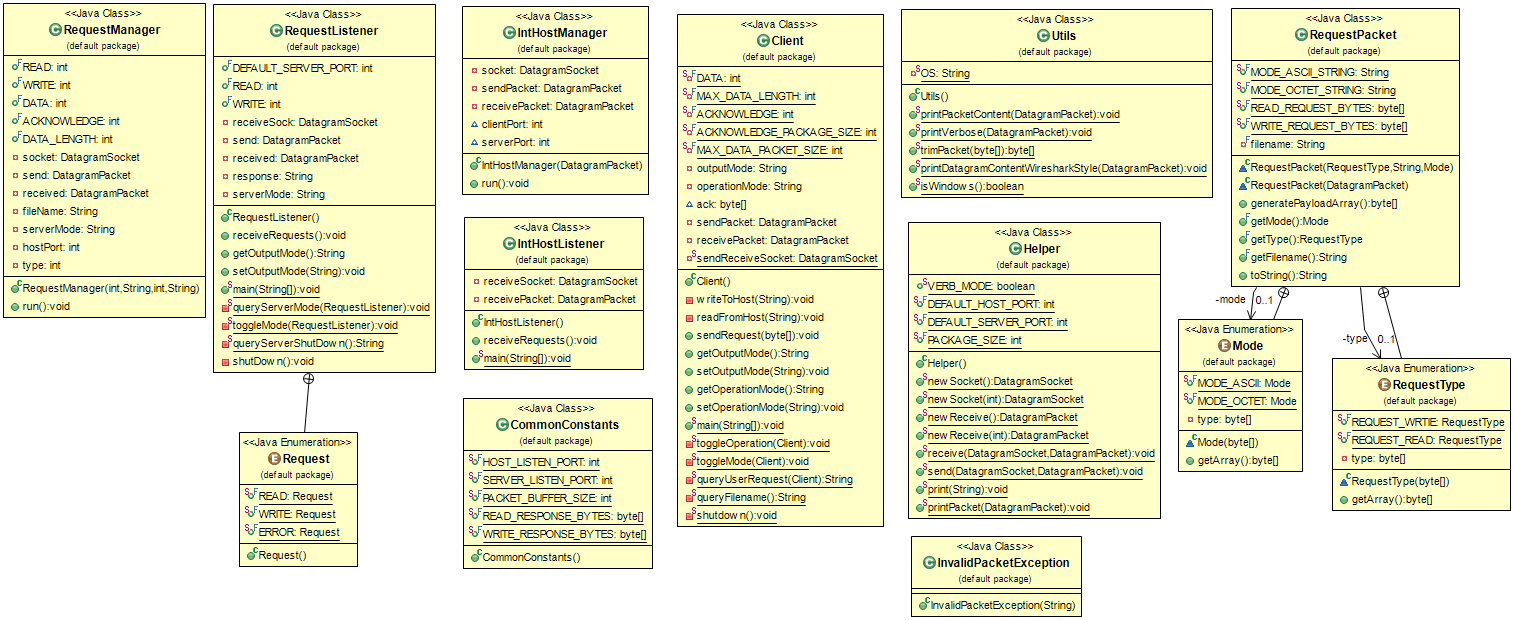 <<Java Class>>
RequestManager
(default package)
READ: int
WRITE: int
DATA: int
ACKNOWLEDGE: int
DATA_LENGTH: int
socket: DatagramSocket
send: DatagramPacket
received: DatagramPacket
fileName: String
serverMode: String
hostPort: int
type: int
RequestManager(int,String,int,String)
run():void
<<Java Class>>
RequestListener
(default package)
DEFAULT_SERVER_PORT: int
READ: int
WRITE: int
receiveSock: DatagramSocket
send: DatagramPacket
received: DatagramPacket
response: String
serverMode: String
RequestListener()
receiveRequests():void
getOutputMode():String
setOutputMode(String):void
main(String[]):void
queryServerMode(RequestListener):void
toggleMode(RequestListener):void
queryServerShutDown():String
shutDown():void
<<Java Enumeration>>
Request
(default package)
READ: Request
WRITE: Request
ERROR: Request
Request()
<<Java Class>>
IntHostManager
(default package)
socket: DatagramSocket
sendPacket: DatagramPacket
receivePacket: DatagramPacket
clientPort: int
serverPort: int
IntHostManager(DatagramPacket)
run():void
<<Java Class>>
IntHostListener
(default package)
receiveSocket: DatagramSocket
receivePacket: DatagramPacket
IntHostListener()
receiveRequests():void
main(String[]):void
<<Java Class>>
CommonConstants
(default package)
HOST_LISTEN_PORT: int
SERVER_LISTEN_PORT: int
PACKET_BUFFER_SIZE: int
READ_RESPONSE_BYTES: byte[]
WRITE_RESPONSE_BYTES: byte[]
CommonConstants()
<<Java Class>>
Client
(default package)
DATA: int
MAX_DATA_LENGTH: int
ACKNOWLEDGE: int
ACKNOWLEDGE_PACKAGE_SIZE: int
MAX_DATA_PACKET_SIZE: int
outputMode: String
operationMode: String
ack: byte[]
sendPacket: DatagramPacket
receivePacket: DatagramPacket
sendReceiveSocket: DatagramSocket
Client()
writeToHost(String):void
readFromHost(String):void
sendRequest(byte[]):void
getOutputMode():String
setOutputMode(String):void
getOperationMode():String
setOperationMode(String):void
main(String[]):void
toggleOperation(Client):void
toggleMode(Client):void
queryUserRequest(Client):String
queryFilename():String
shutdown():void
<<Java Class>>
Utils
(default package)
OS: String
Utils()
printPacketContent(DatagramPacket):void
printVerbose(DatagramPacket):void
trimPacket(byte[]):byte[]
printDatagramContentWiresharkStyle(DatagramPacket):void
isWindows():boolean
<<Java Class>>
Helper
(default package)
VERB_MODE: boolean
DEFAULT_HOST_PORT: int
DEFAULT_SERVER_PORT: int
PACKAGE_SIZE: int
Helper()
newSocket():DatagramSocket
newSocket(int):DatagramSocket
newReceive():DatagramPacket
newReceive(int):DatagramPacket
receive(DatagramSocket,DatagramPacket):void
send(DatagramSocket,DatagramPacket):void
print(String):void
printPacket(DatagramPacket):void
<<Java Class>>
InvalidPacketException
(default package)
InvalidPacketException(String)
<<Java Class>>
RequestPacket
(default package)
MODE_ASCII_STRING: String
MODE_OCTET_STRING: String
READ_REQUEST_BYTES: byte[]
WRITE_REQUEST_BYTES: byte[]
filename: String
RequestPacket(RequestType,String,Mode)
RequestPacket(DatagramPacket)
generatePayloadArray():byte[]
getMode():Mode
getType():RequestType
getFilename():String
toString():String
-mode 0..1
-type 0..1
<<Java Enumeration>>
Mode
(default package)
MODE_ASCII: Mode
MODE_OCTET: Mode
type: byte[]
Mode(byte[])
getArray():byte[]
<<Java Enumeration>>
RequestType
(default package)
REQUEST_WRTIE: RequestType
REQUEST_READ: RequestType
type: byte[]
RequestType(byte[])
getArray():byte[]